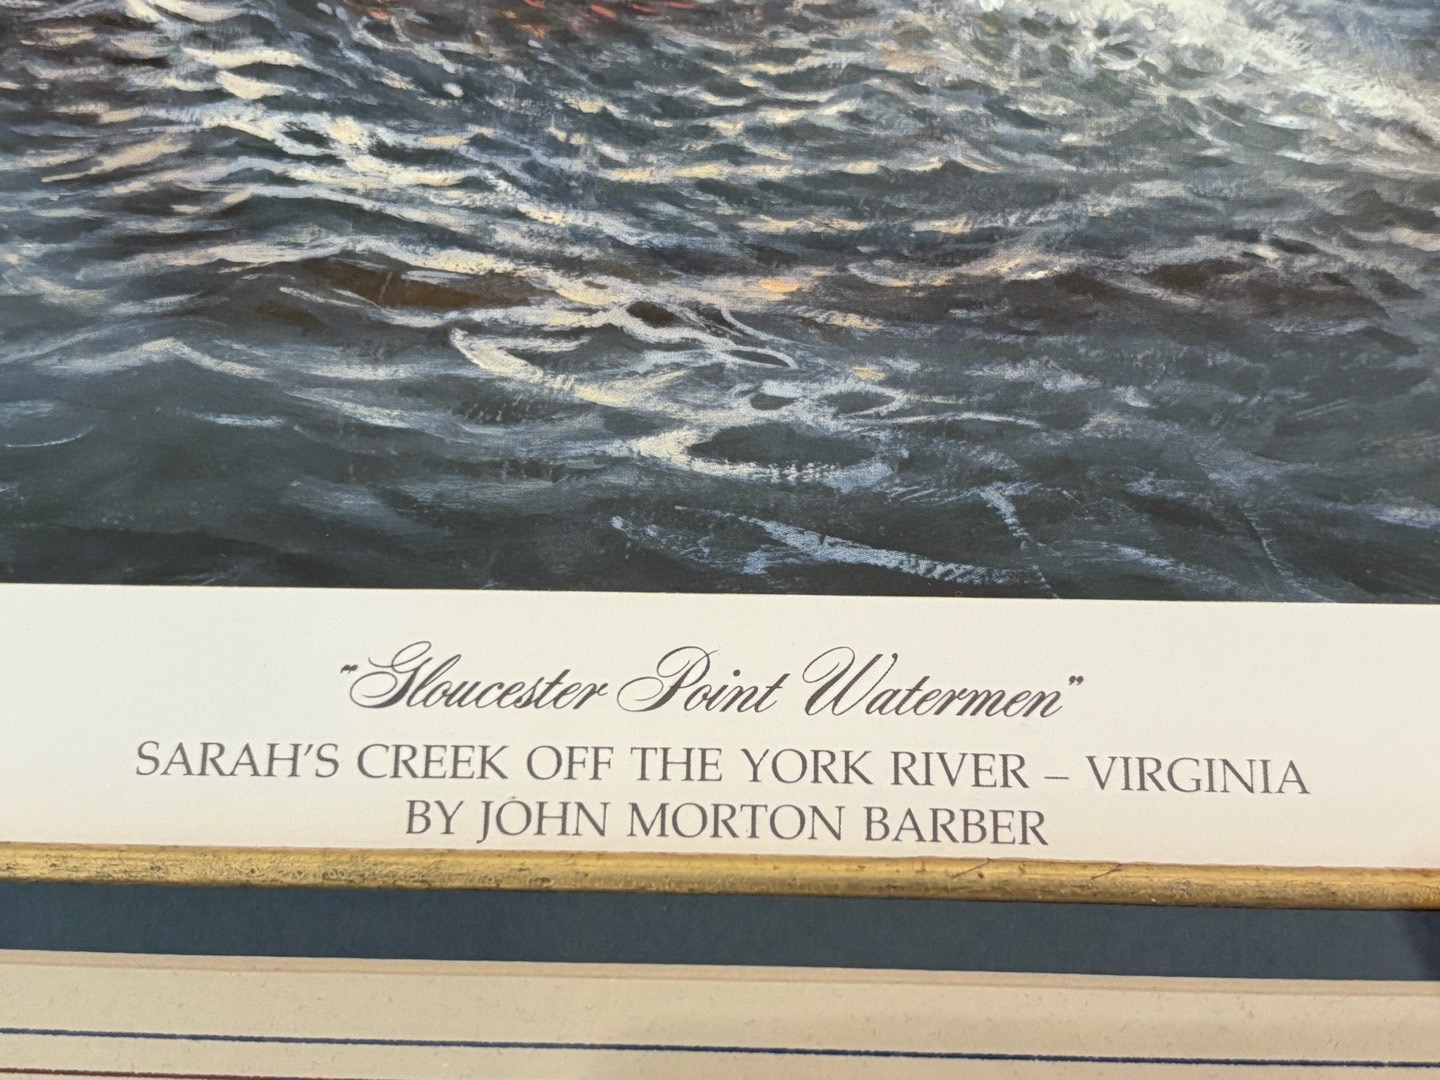 "Gloucester Point Watermen"
SARAH'S CREEK OFF THE YORK RIVER – VIRGINIA
BY JOHN MORTON BARBER